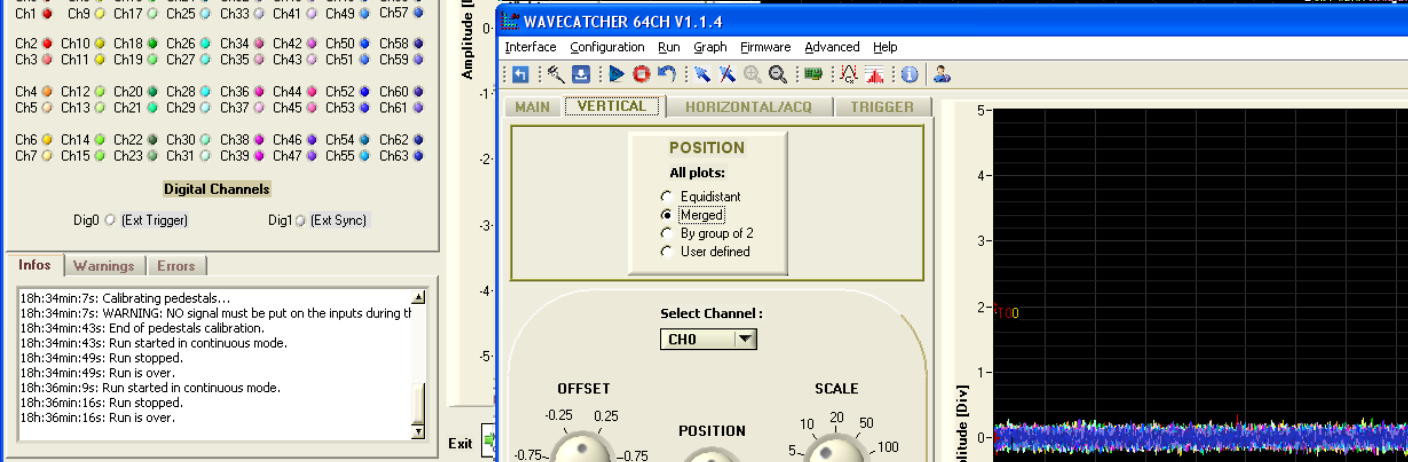 Ch1 Ch9 Ch17 Ch25 Ch33 Ch41 Ch49 Ch57
Ch2 Ch10 Ch18 Ch26 Ch34 Ch42 Ch50 Ch58
Ch3 Ch11 Ch19 Ch27 Ch35 Ch43 Ch51 Ch59
Ch4 Ch12 Ch20 Ch28 Ch36 Ch44 Ch52 Ch60
Ch5 Ch13 Ch21 Ch29 Ch37 Ch45 Ch53 Ch61
Ch6 Ch14 Ch22 Ch30 Ch38 Ch46 Ch54 Ch62
Ch7 Ch15 Ch23 Ch31 Ch39 Ch47 Ch55 Ch63
Digital Channels
Dig0 (Ext Trigger) Dig1 (Ext Sync)
Infos Warnings Errors
18h:34min:7s: Calibrating pedestals...
18h:34min:7s: WARNING: NO signal must be put on the inputs during th
18h:34min:43s: End of pedestals calibration.
18h:34min:43s: Run started in continuous mode.
18h:34min:49s: Run stopped.
18h:34min:49s: Run is over.
18h:36min:9s: Run started in continuous mode.
18h:36min:16s: Run stopped.
18h:36min:16s: Run is over.
Amplitude
0-
-1-
-2-
-3-
-4-
-5-
Exit
WAVECATCHER 64CH V1.1.4
Interface Configuration Run Graph Firmware Advanced Help
MAIN VERTICAL HORIZONTAL/ACQ TRIGGER
POSITION
All plots:
Equidistant
Merged
By group of 2
User defined
Select Channel :
CH0
OFFSET
-0.25 0.25
-0.75 -0.75
POSITION
SCALE
5 10 20 50 100
5-
4-
3-
2-
T00
1-
0-
plitude [Div]